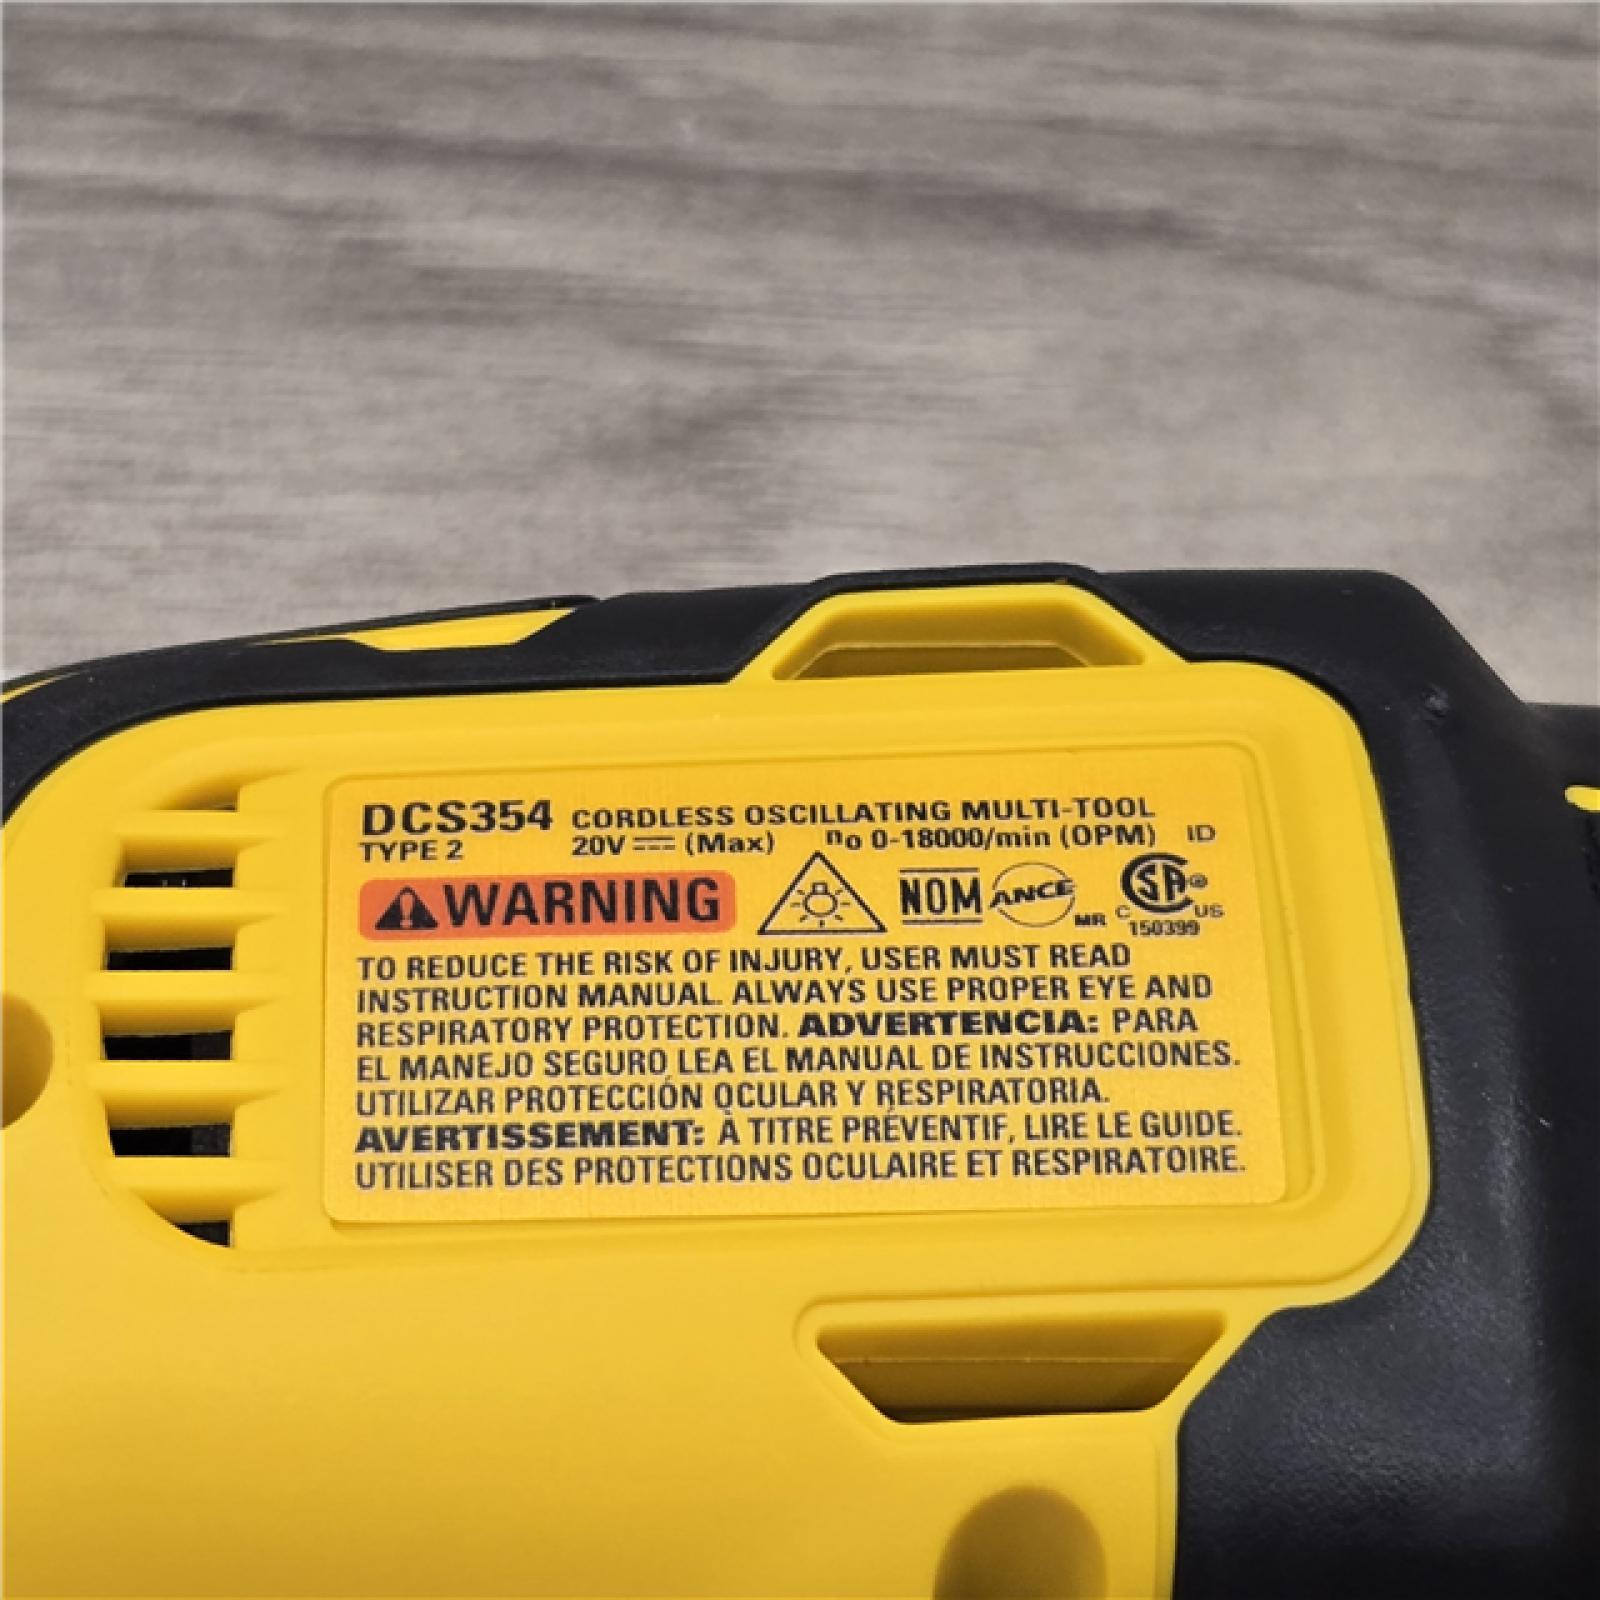 DCS354 CORDLESS OSCILLATING MULTI-TOOL
TYPE 2 20V ⎓ (Max) no 0-18000/min (OPM) ID
WARNING NOM ANCE MR C SA® US
150399
TO REDUCE THE RISK OF INJURY, USER MUST READ
INSTRUCTION MANUAL. ALWAYS USE PROPER EYE AND
RESPIRATORY PROTECTION. ADVERTENCIA: PARA
EL MANEJO SEGURO LEA EL MANUAL DE INSTRUCCIONES.
UTILIZAR PROTECCIÓN OCULAR Y RESPIRATORIA.
AVERTISSEMENT: À TITRE PRÉVENTIF, LIRE LE GUIDE.
UTILISER DES PROTECTIONS OCULAIRE ET RESPIRATOIRE.